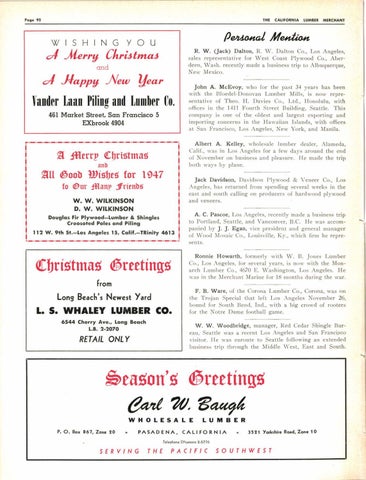 Page 92
THE CALIFORNIA LUMBER MERCHANT
WISHING YOU
A Merry Christmas
and
A Happy New Year
Vander Laan Piling and Lumber Co.
461 Market Street, San Francisco 5
EXbrook 4904
A Merry Christmas
and
All Good Wishes for 1947
to Our Many Friends
W. W. WILKINSON
D. W. WILKINSON
Douglas Fir Plywood—Lumber & Shingles
Creosoted Poles and Piling
112 W. 9th St.—Los Angeles 15, Calif.—TRinity 4613
Christmas Greetings
from
Long Beach's Newest Yard
L. S. WHALEY LUMBER CO.
6544 Cherry Ave., Long Beach
L.B. 2-2070
RETAIL ONLY
Personal Mention
R. W. (Jack) Dalton, R. W. Dalton Co., Los Angeles,
sales representative for West Coast Plywood Co., Aber-
deen, Wash. recently made a business trip to Albuquerque,
New Mexico.
John A. McEvoy, who for the past 34 years has been
with the Bloedel-Donovan Lumber Mills, is now repre-
sentative of Theo. H. Davies Co., Ltd., Honolulu, with
offices in the 1411 Fourth Street Building, Seattle. This
company is one of the oldest and largest exporting and
importing concerns in the Hawaiian Islands, with offices
at San Francisco, Los Angeles, New York, and Manila.
Albert A. Kelley, wholesale lumber dealer, Alameda,
Calif., was in Los Angeles for a few days around the end
of November on business and pleasure. He made the trip
both ways by plane.
Jack Davidson, Davidson Plywood & Veneer Co., Los
Angeles, has returned from spending several weeks in the
east and south calling on producers of hardwood plywood
and veneers.
A. C. Pascoe, Los Angeles, recently made a business trip
to Portland, Seattle, and Vancouver, B.C. He was accom-
panied by J. J. Egan, vice president and general manager
of Wood Mosaic Co., Louisville, Ky., which firm he repre-
sents.
Ronnie Howarth, formerly with W. B. Jones Lumber
Co., Los Angeles, for several years, is now with the Mon-
arch Lumber Co., 4670 E. Washington, Los Angeles. He
was in the Merchant Marine for 18 months during the war.
F. B. Ware, of the Corona Lumber Co., Corona, was on
the Trojan Special that left Los Angeles November 26,
bound for South Bend, Ind., with a big crowd of rooters
for the Notre Dame football game.
W. W. Woodbridge, manager, Red Cedar Shingle Bur-
eau, Seattle was a recent Los Angeles and San Francisco
visitor. He was enroute to Seattle following an extended
business trip through the Middle West, East and South.
Season's Greetings
Carl W. Baugh
WHOLESALE LUMBER
P. O. Box 867, Zone 20 • PASADENA, CALIFORNIA • 3521 Yorkshire Road, Zone 10
SERVING THE PACIFIC SOUTHWEST